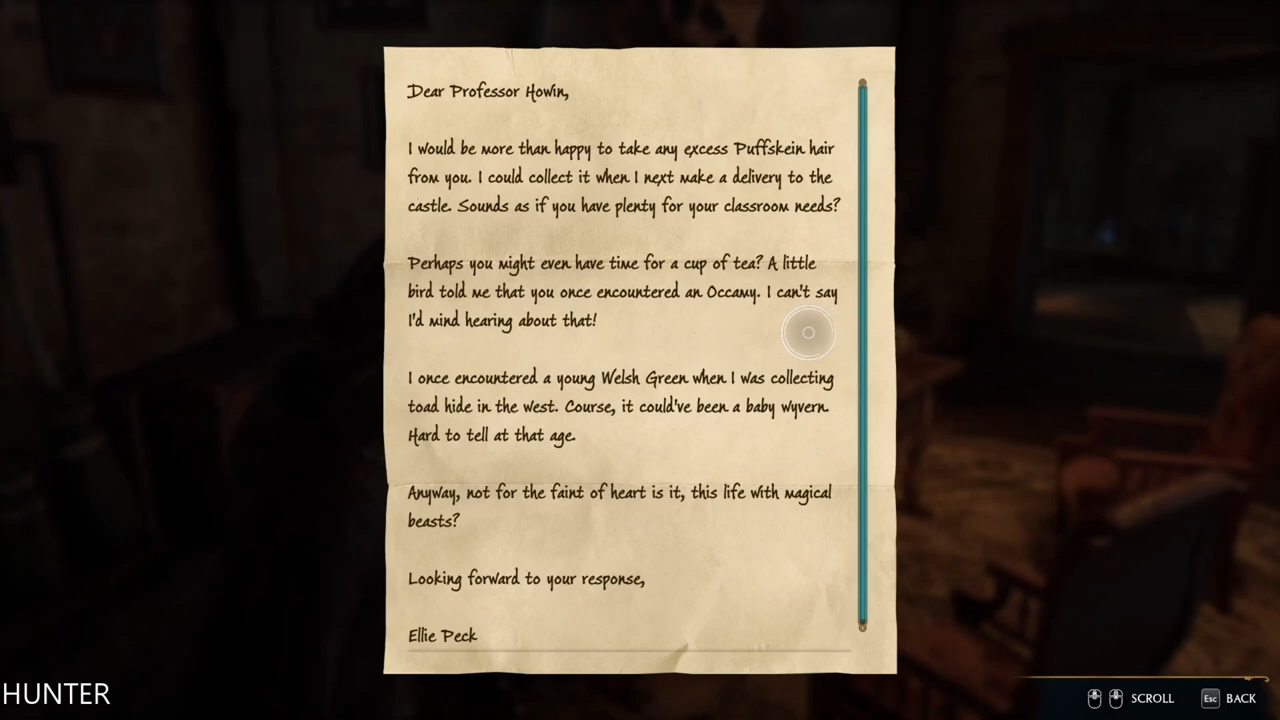 Dear Professor Howin,
I would be more than happy to take any excess Puffskein hair
from you. I could collect it when I next make a delivery to the
castle. Sounds as if you have plenty for your classroom needs?
Perhaps you might even have time for a cup of tea? A little
bird told me that you once encountered an Occamy. I can't say
I'd mind hearing about that!
I once encountered a young Welsh Green when I was collecting
toad hide in the west. Course, it could've been a baby wyvern.
Hard to tell at that age.
Anyway, not for the faint of heart is it, this life with magical
beasts?
Looking forward to your response,
Ellie Peck
HUNTER
SCROLL
Esc BACK